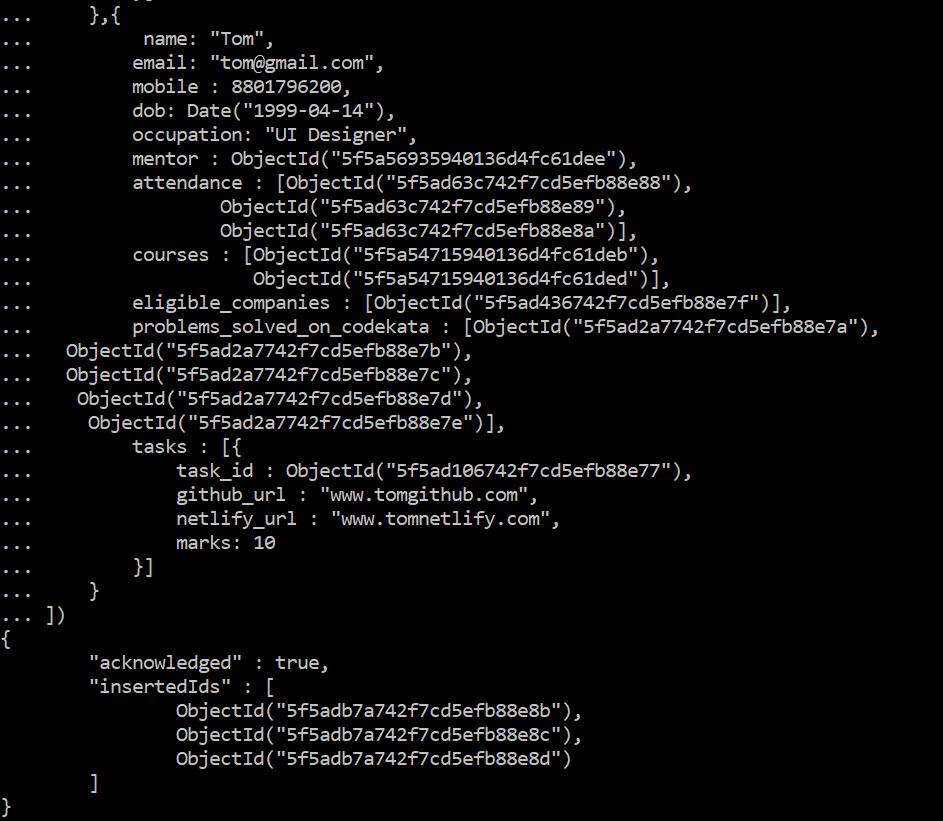 ...     },{
...          name: "Tom",
...         email: "tom@gmail.com",
...         mobile : 8801796200,
...         dob: Date("1999-04-14"),
...         occupation: "UI Designer",
...         mentor : ObjectId("5f5a56935940136d4fc61dee"),
...         attendance : [ObjectId("5f5ad63c742f7cd5efb88e88"),
...                 ObjectId("5f5ad63c742f7cd5efb88e89"),
...                 ObjectId("5f5ad63c742f7cd5efb88e8a")],
...         courses : [ObjectId("5f5a54715940136d4fc61deb"),
...                    ObjectId("5f5a54715940136d4fc61ded")],
...         eligible_companies : [ObjectId("5f5ad436742f7cd5efb88e7f")],
...         problems_solved_on_codekata : [ObjectId("5f5ad2a7742f7cd5efb88e7a"),
...   ObjectId("5f5ad2a7742f7cd5efb88e7b"),
...   ObjectId("5f5ad2a7742f7cd5efb88e7c"),
...    ObjectId("5f5ad2a7742f7cd5efb88e7d"),
...     ObjectId("5f5ad2a7742f7cd5efb88e7e")],
...         tasks : [{
...             task_id : ObjectId("5f5ad106742f7cd5efb88e77"),
...             github_url : "www.tomgithub.com",
...             netlify_url : "www.tomnetlify.com",
...             marks: 10
...         }]
...     }
... ])
{
        "acknowledged" : true,
        "insertedIds" : [
                ObjectId("5f5adb7a742f7cd5efb88e8b"),
                ObjectId("5f5adb7a742f7cd5efb88e8c"),
                ObjectId("5f5adb7a742f7cd5efb88e8d")
        ]
}